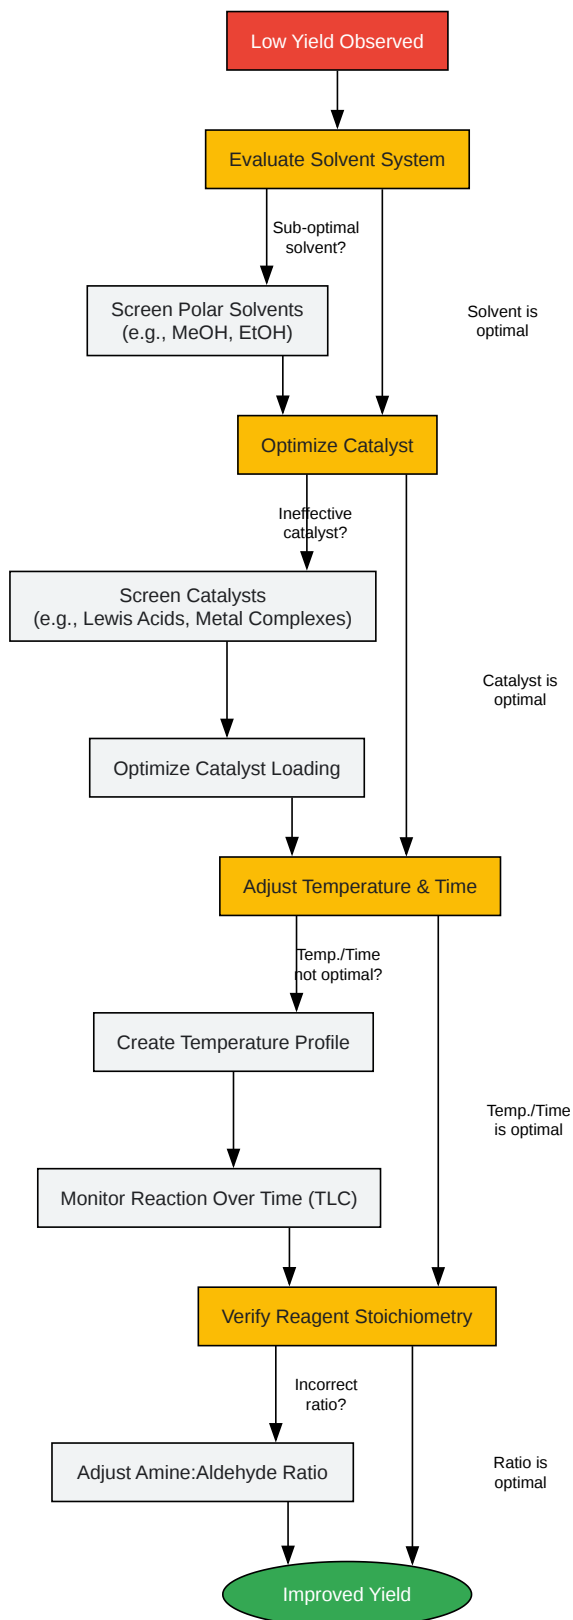 Low Yield Observed
Evaluate Solvent System
Sub-optimal
solvent?
Screen Polar Solvents
(e.g., MeOH, EtOH)
Solvent is
optimal
Optimize Catalyst
Ineffective
catalyst?
Screen Catalysts
(e.g., Lewis Acids, Metal Complexes)
Catalyst is
optimal
Optimize Catalyst Loading
Adjust Temperature & Time
Temp./Time
not optimal?
Create Temperature Profile
Temp./Time
is optimal
Monitor Reaction Over Time (TLC)
Verify Reagent Stoichiometry
Incorrect
ratio?
Adjust Amine:Aldehyde Ratio
Ratio is
optimal
Improved Yield